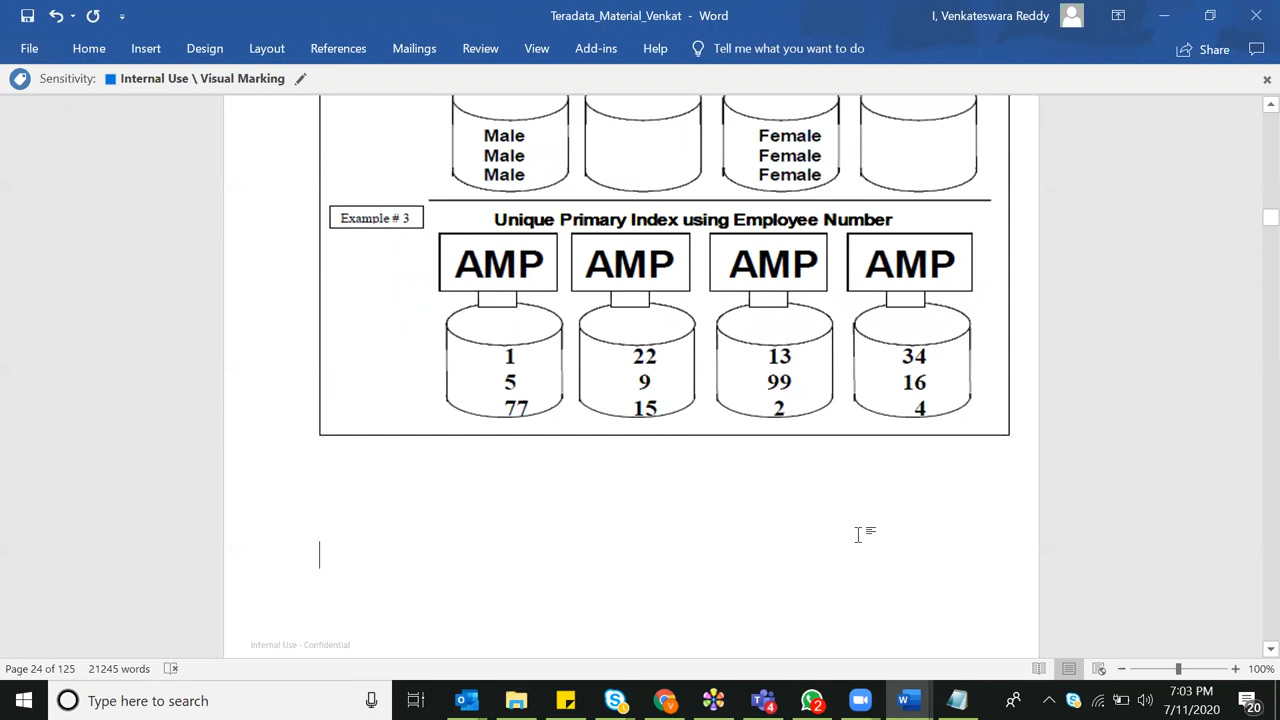 Teradata_Material_Venkat - Word
I, Venkateswara Reddy
File Home Insert Design Layout References Mailings Review View Add-ins Help Tell me what you want to do Share
Sensitivity: Internal Use \ Visual Marking
Male Female
Male Female
Male Female
Example # 3
Unique Primary Index using Employee Number
AMP AMP AMP AMP
1 22 13 34
5 9 99 16
77 15 2 4
Internal Use - Confidential
Page 24 of 125 21245 words 100%
Type here to search
4
2
7:03 PM
7/11/2020
20